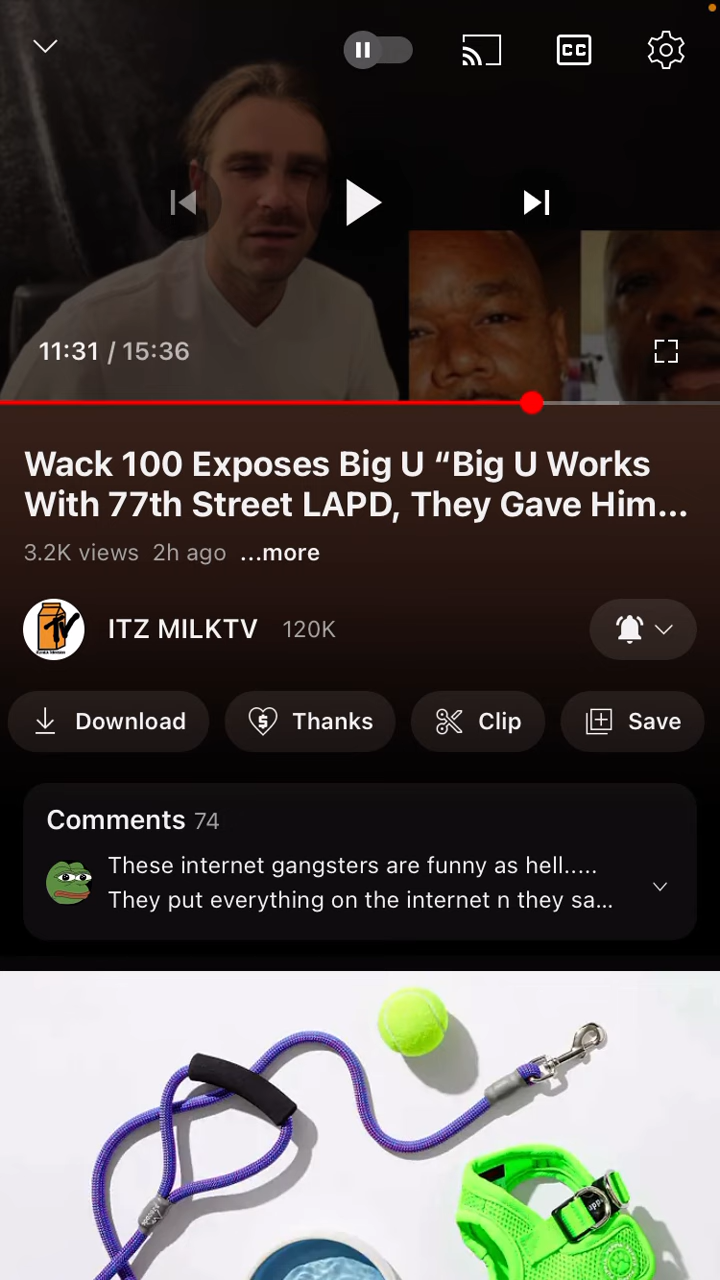 CC
11:31 / 15:36
Wack 100 Exposes Big U “Big U Works
With 77th Street LAPD, They Gave Him...
3.2K views 2h ago ...more
TV
ITZ MILKTV 120K
Download Thanks Clip Save
Comments 74
These internet gangsters are funny as hell.....
They put everything on the internet n they sa...